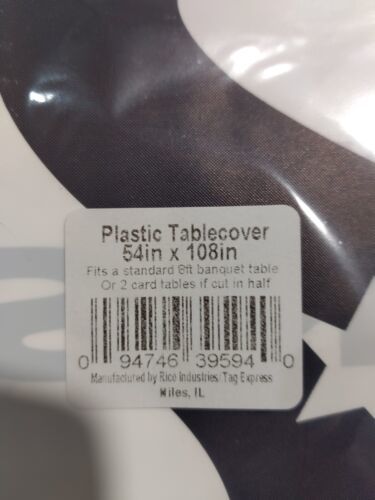 Plastic Tablecover
54in x 108in
Fits a standard 8ft banquet table
Or 2 card tables if cut in half
0 94746 39594 0
Manufactured by Rico Industries/Tag Express
Niles, IL